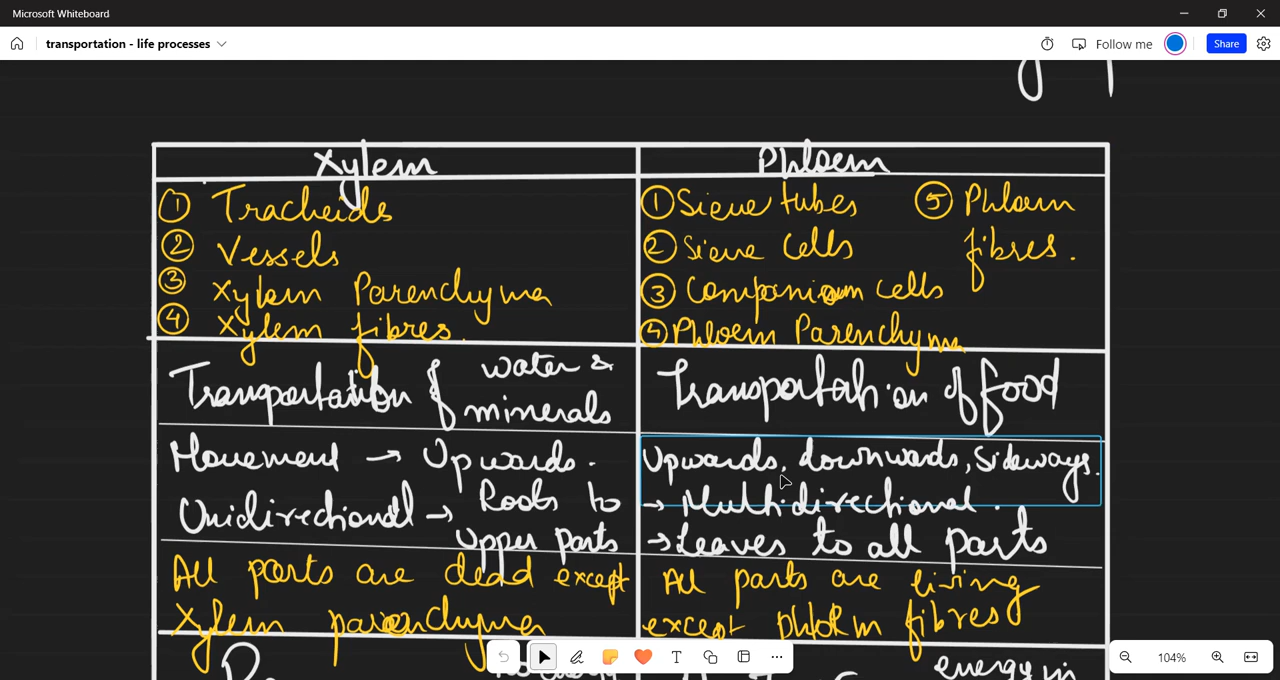 Microsoft Whiteboard
transportation - life processes
Follow me
Share
Xylem
① Tracheids
② Vessels
③ Xylem Parenchyma
④ Xylem fibres.
Phloem
① Sieve tubes
② Sieve Cells
③ Companion cells
④ Phloem Parenchyma
⑤ Phloem
fibres.
Transportation of water &
minerals
Transportation of food
Movement → Upwards.
Unidirectional → Roots to
Upper parts
Upwards, downwards, Sideways.
→ Multidirectional.
→ Leaves to all parts
All parts are dead except
Xylem parenchyma
All parts are living
except phloem fibres
energy in
104%